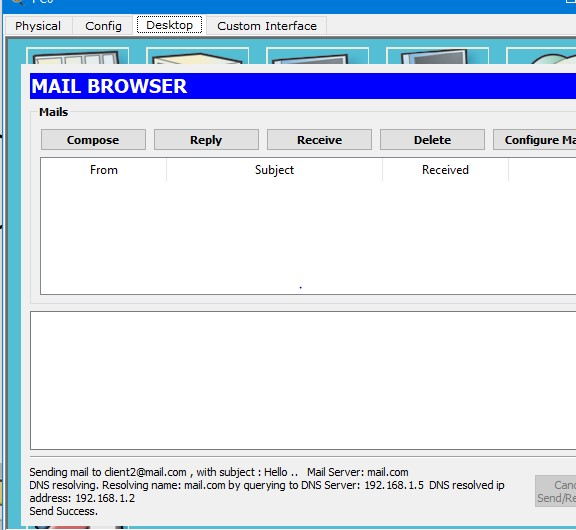 Physical Config Desktop Custom Interface
MAIL BROWSER
Mails
Compose Reply Receive Delete Configure
From Subject Received
Sending mail to client2@mail.com , with subject : Hello .. Mail Server: mail.com
DNS resolving. Resolving name: mail.com by querying to DNS Server: 192.168.1.5 DNS resolved ip
address: 192.168.1.2
Send Success.